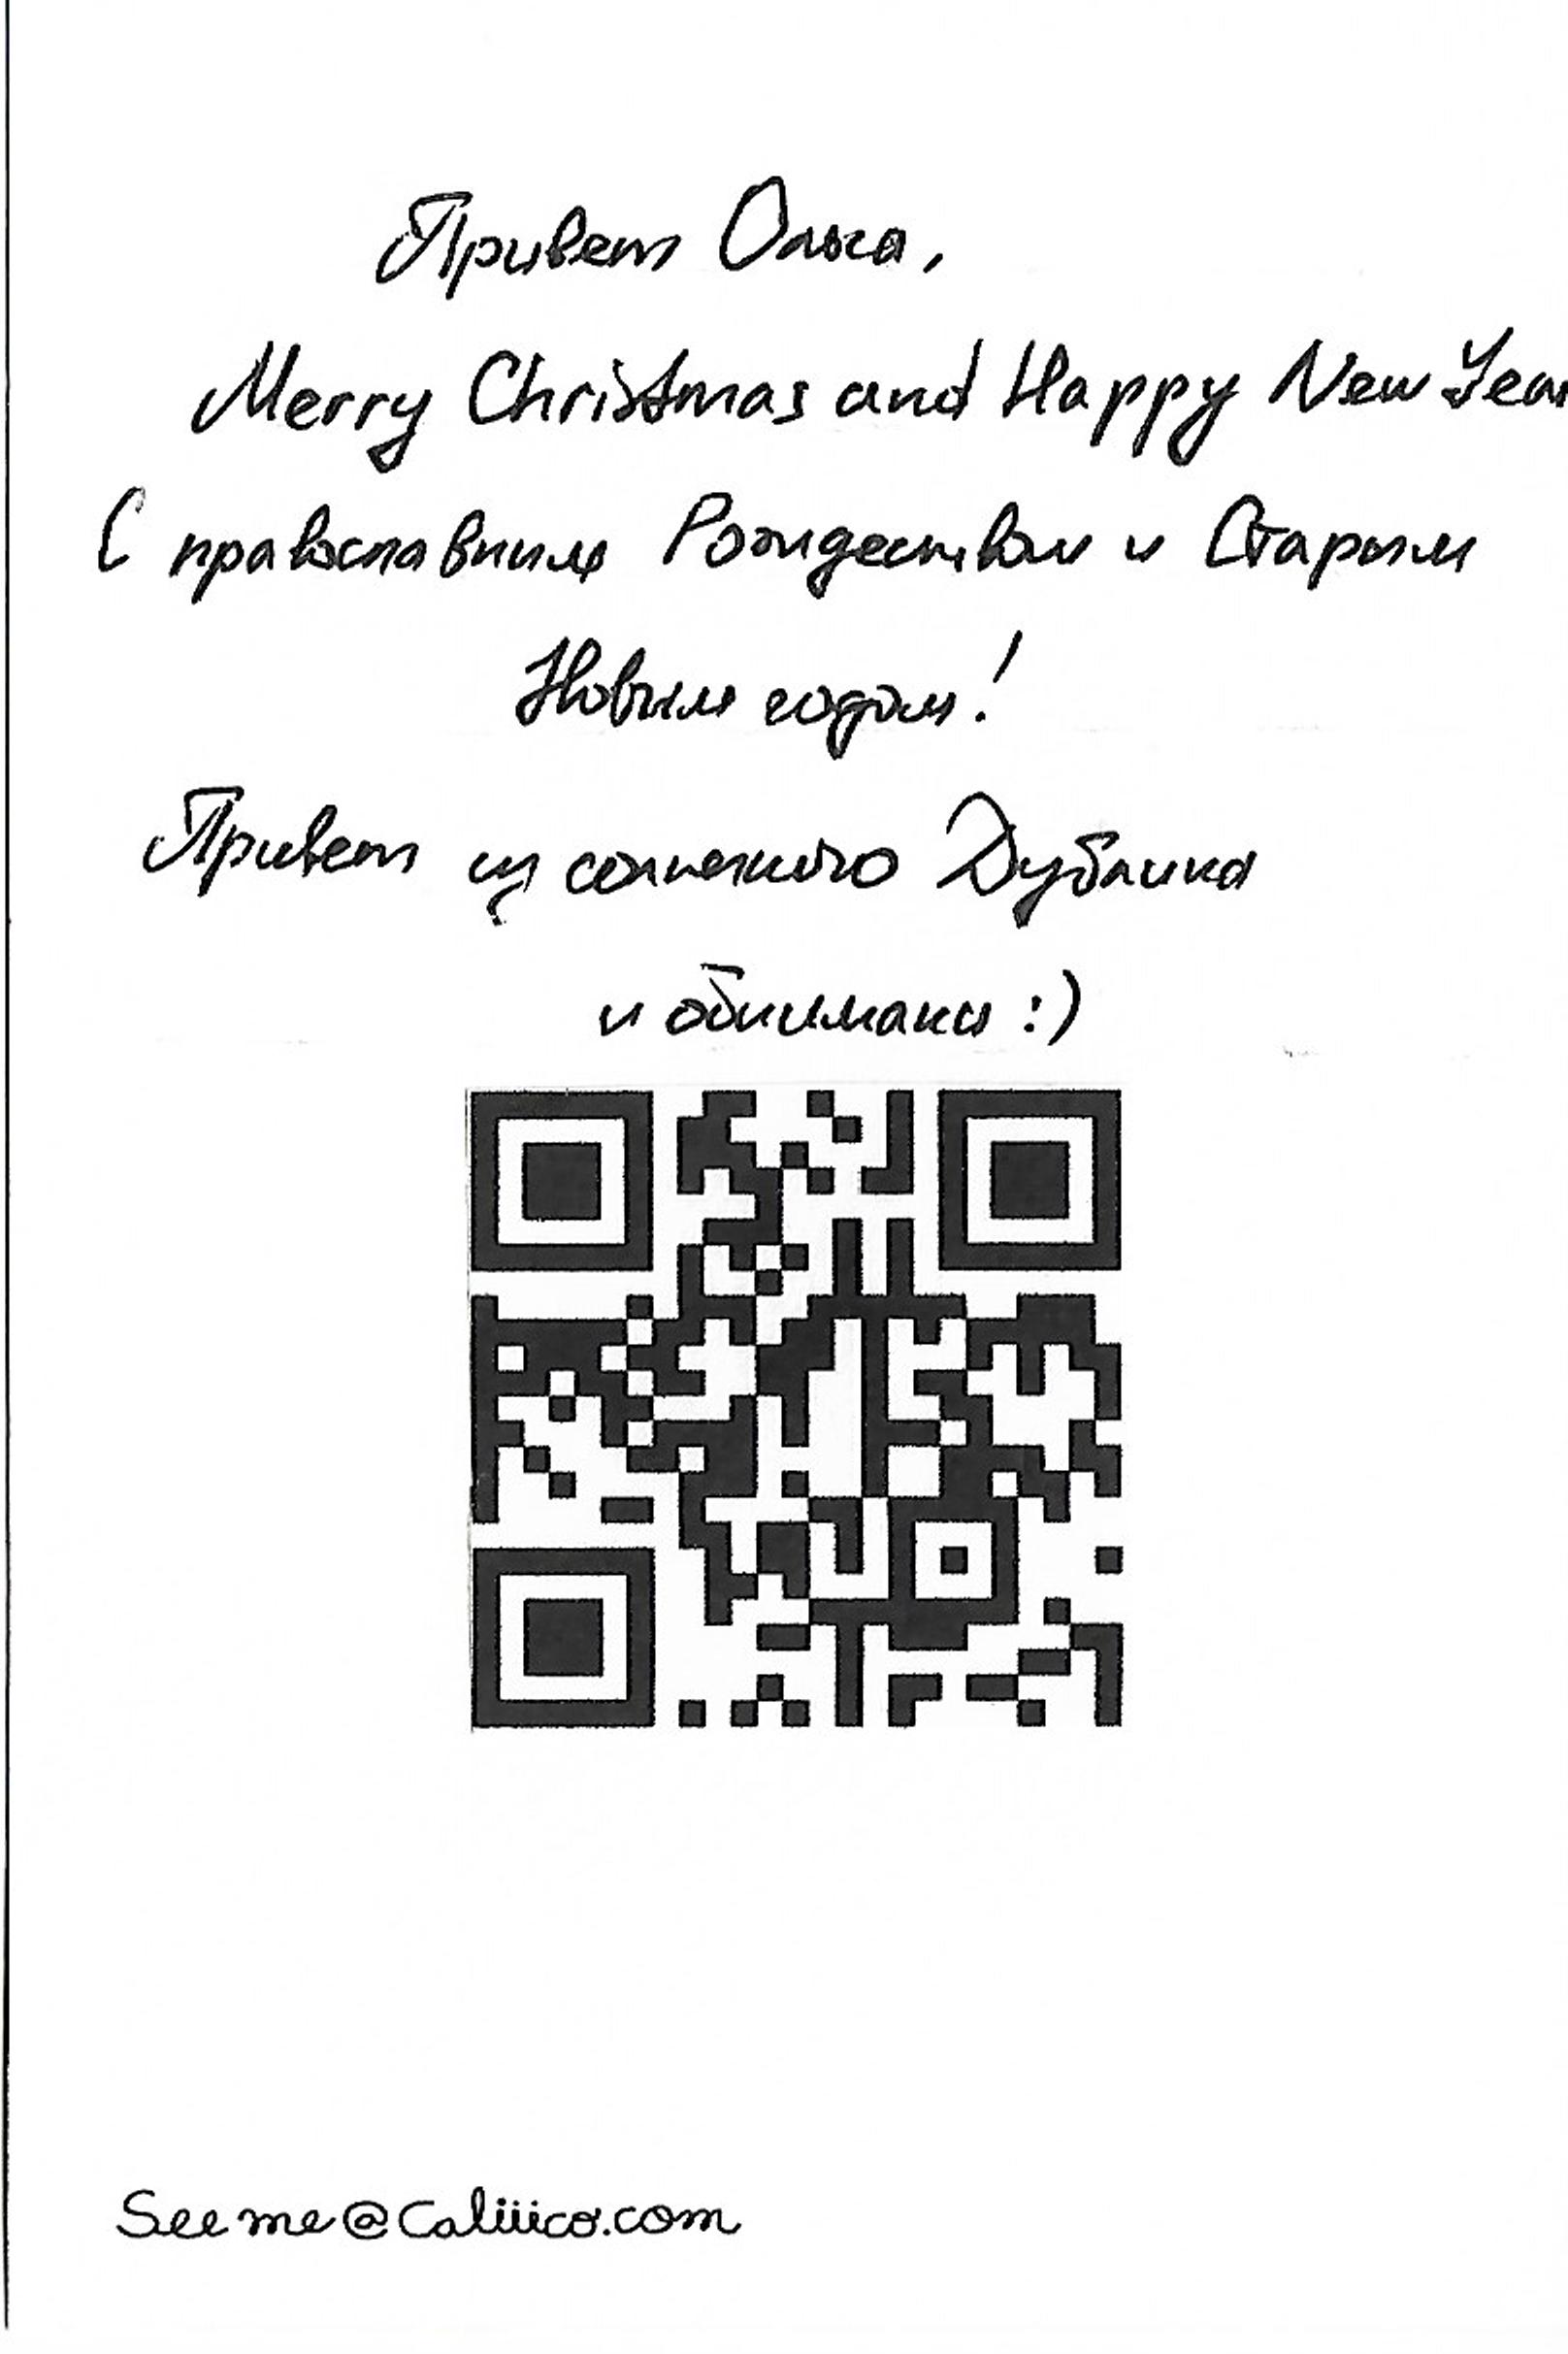 Привет Ольга,
Merry Christmas and Happy New Year
С православным Рождеством и Старым
Новым годом!
Привет из солнечного Дублина
и обнимаки :)
See me@Caliiico.com